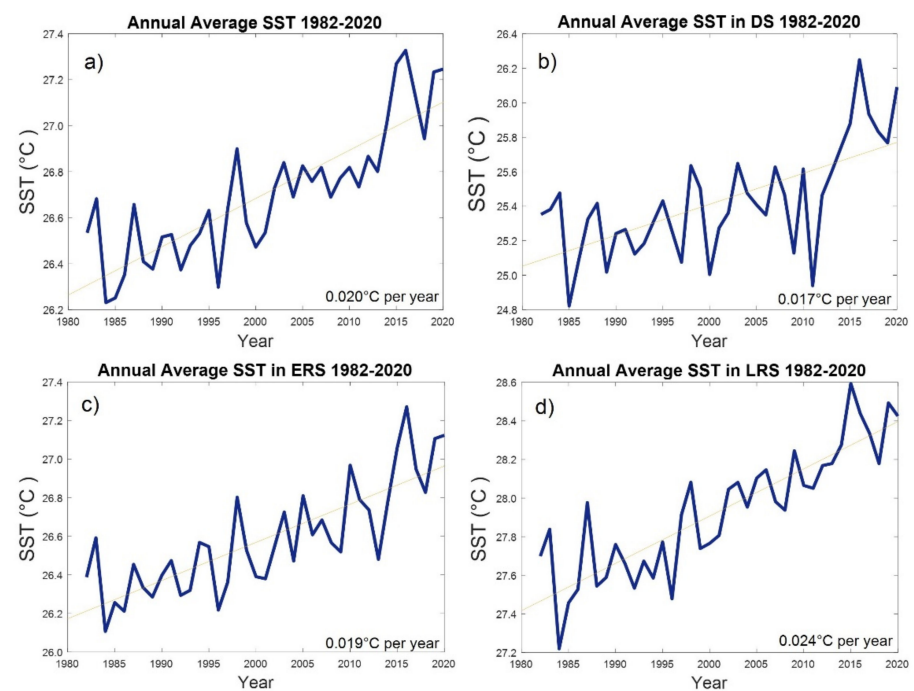 Annual Average SST 1982-2020
a)
27.4
27.2
27.0
26.8
26.6
26.4
26.2
SST (°C )
0.020°C per year
1980 1985 1990 1995 2000 2005 2010 2015 2020
Year
Annual Average SST in DS 1982-2020
b)
26.4
26.2
26.0
25.8
25.6
25.4
25.2
25.0
24.8
SST (°C )
0.017°C per year
1980 1985 1990 1995 2000 2005 2010 2015 2020
Year
Annual Average SST in ERS 1982-2020
c)
27.4
27.2
27.0
26.8
26.6
26.4
26.2
26.0
SST (°C )
0.019°C per year
1980 1985 1990 1995 2000 2005 2010 2015 2020
Year
Annual Average SST in LRS 1982-2020
d)
28.6
28.4
28.2
28.0
27.8
27.6
27.4
27.2
SST (°C )
0.024°C per year
1980 1985 1990 1995 2000 2005 2010 2015 2020
Year